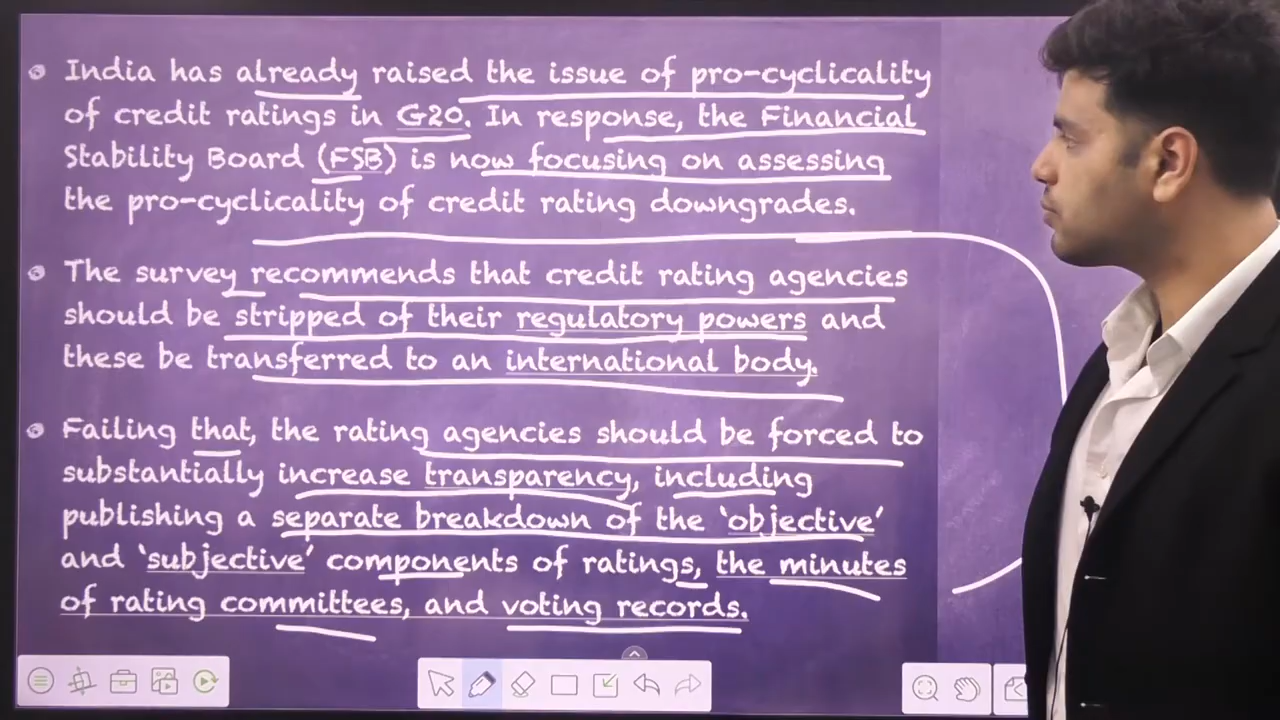 India has already raised the issue of pro-cyclicality
of credit ratings in G20. In response, the Financial
Stability Board (FSB) is now focusing on assessing
the pro-cyclicality of credit rating downgrades.
The survey recommends that credit rating agencies
should be stripped of their regulatory powers and
these be transferred to an international body.
Failing that, the rating agencies should be forced to
substantially increase transparency, including
publishing a separate breakdown of the 'objective'
and 'subjective' components of ratings, the minutes
of rating committees, and voting records.